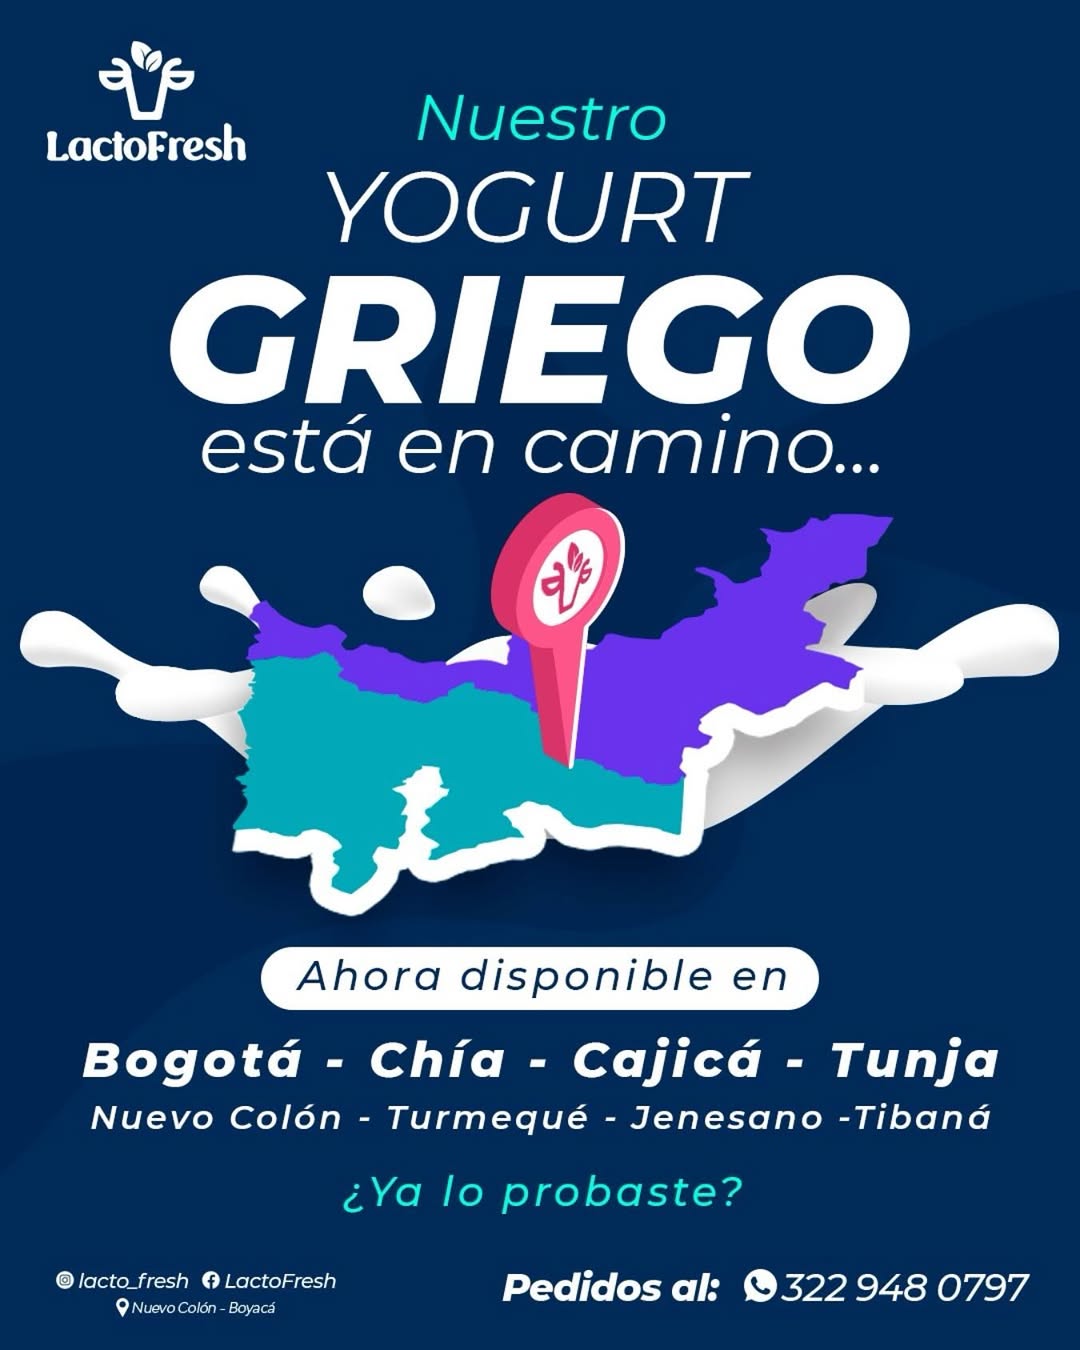 LactoFresh
Nuestro
YOGURT
GRIEGO
está en camino...
Ahora disponible en
Bogotá - Chía - Cajicá - Tunja
Nuevo Colón - Turmequé - Jenesano -Tibaná
¿Ya lo probaste?
lacto_fresh LactoFresh
Nuevo Colón - Boyacá
Pedidos al: 322 948 0797